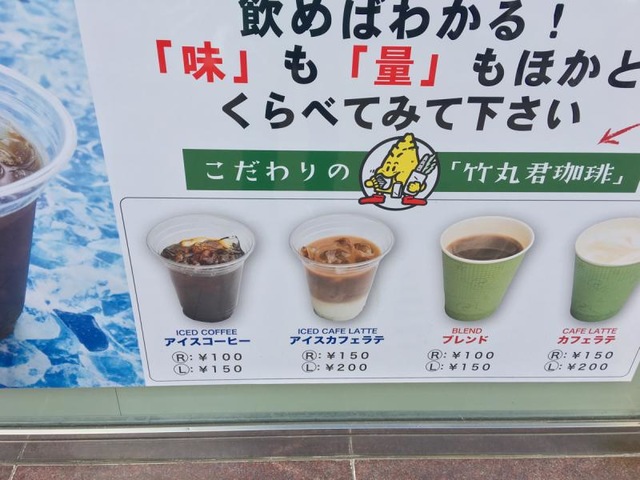 飲めばわかる!
「味」も「量」もほかと
くらべてみて下さい
こだわりの「竹丸君珈琲」
ICED COFFEE
アイスコーヒー
Ⓡ:¥100
Ⓛ:¥150
ICED CAFE LATTE
アイスカフェラテ
Ⓡ:¥150
Ⓛ:¥200
BLEND
ブレンド
Ⓡ:¥100
Ⓛ:¥150
CAFE LATTE
カフェラテ
Ⓡ:¥150
Ⓛ:¥200